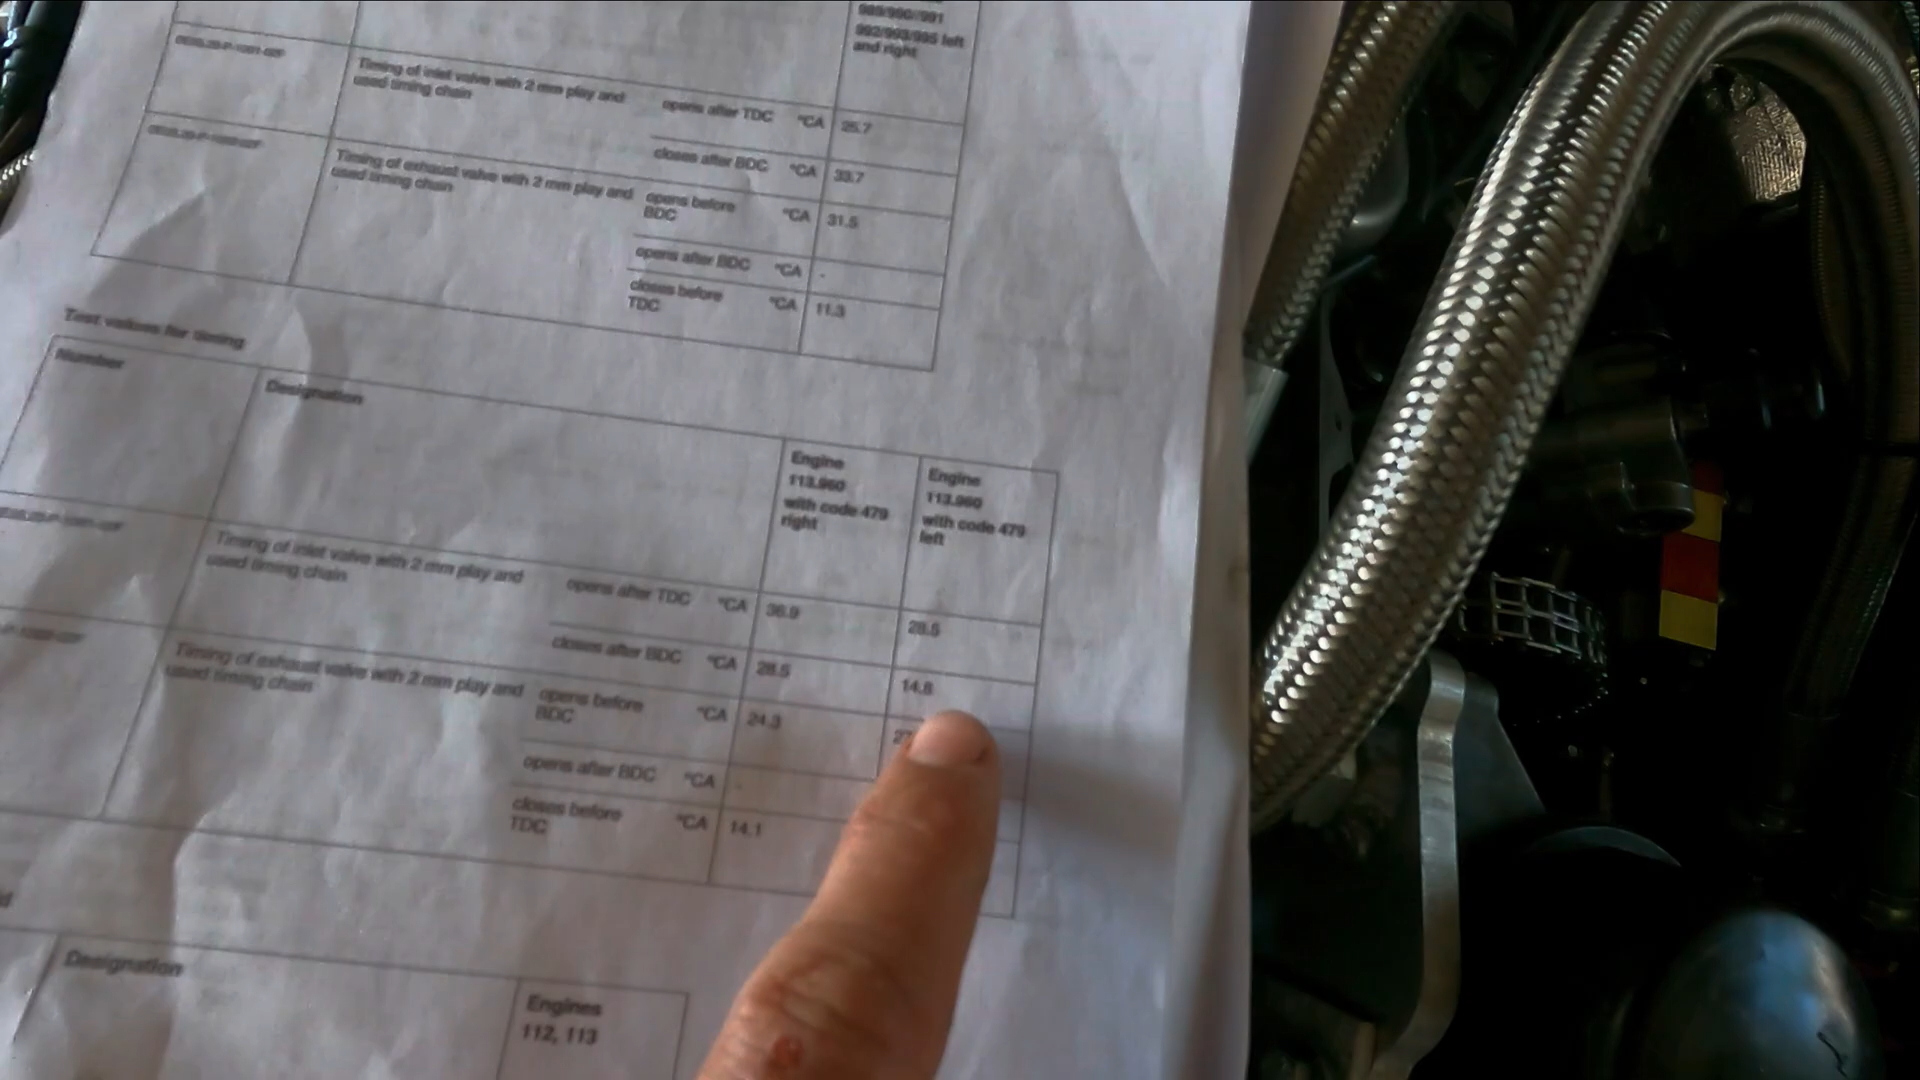 992/993/995 left
and right
Timing of inlet valve with 2 mm play and
used timing chain
opens after TDC °CA 25.7
closes after BDC °CA 33.7
Timing of exhaust valve with 2 mm play and
used timing chain
opens before
BDC °CA 31.5
opens after BDC °CA -
closes before
TDC °CA 11.3
Test values for timing
Number
Designation
Engine
113.960
with code 479
right
Engine
113.960
with code 479
left
Timing of inlet valve with 2 mm play and
used timing chain
opens after TDC °CA 36.9 28.5
closes after BDC °CA 28.5 14.8
Timing of exhaust valve with 2 mm play and
used timing chain
opens before
BDC °CA 24.3
opens after BDC °CA -
closes before
TDC °CA 14.1
Designation
Engines
112, 113